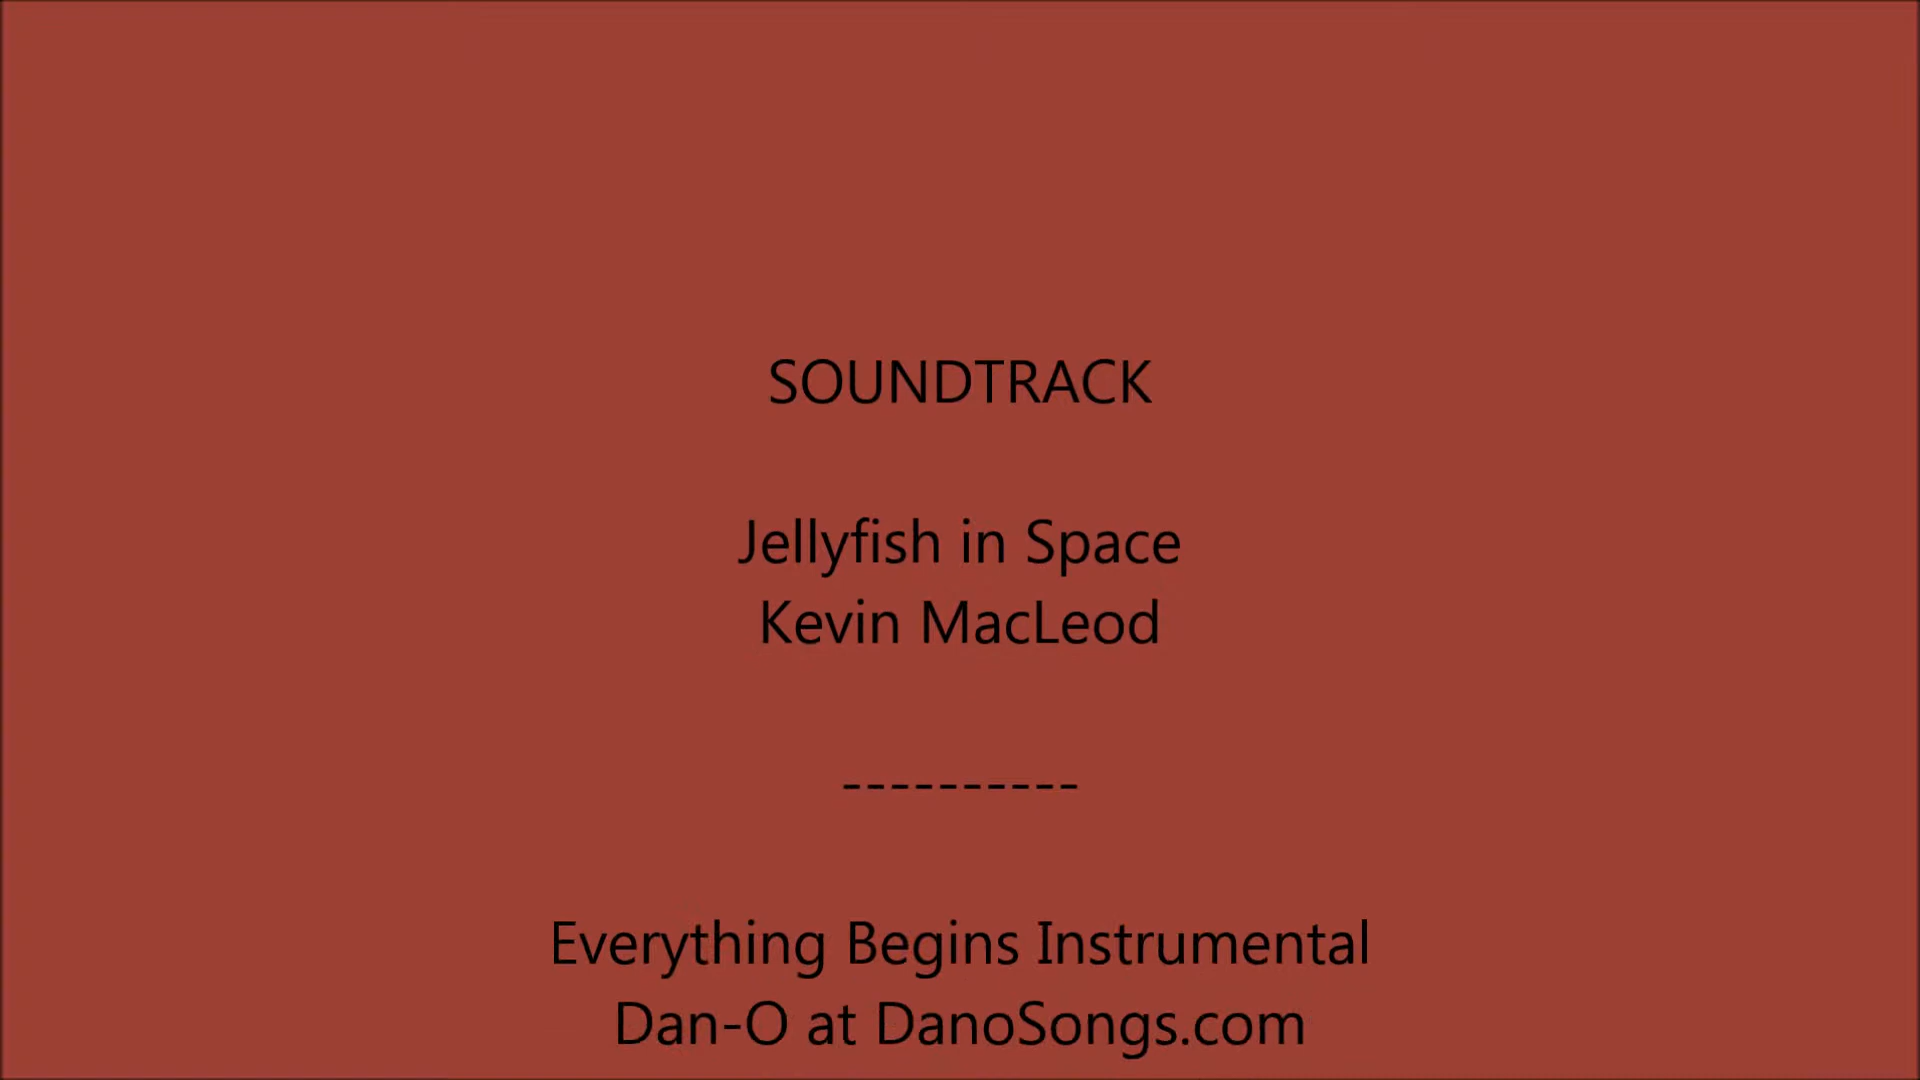 SOUNDTRACK
Jellyfish in Space
Kevin MacLeod
----------
Everything Begins Instrumental
Dan-O at DanoSongs.com